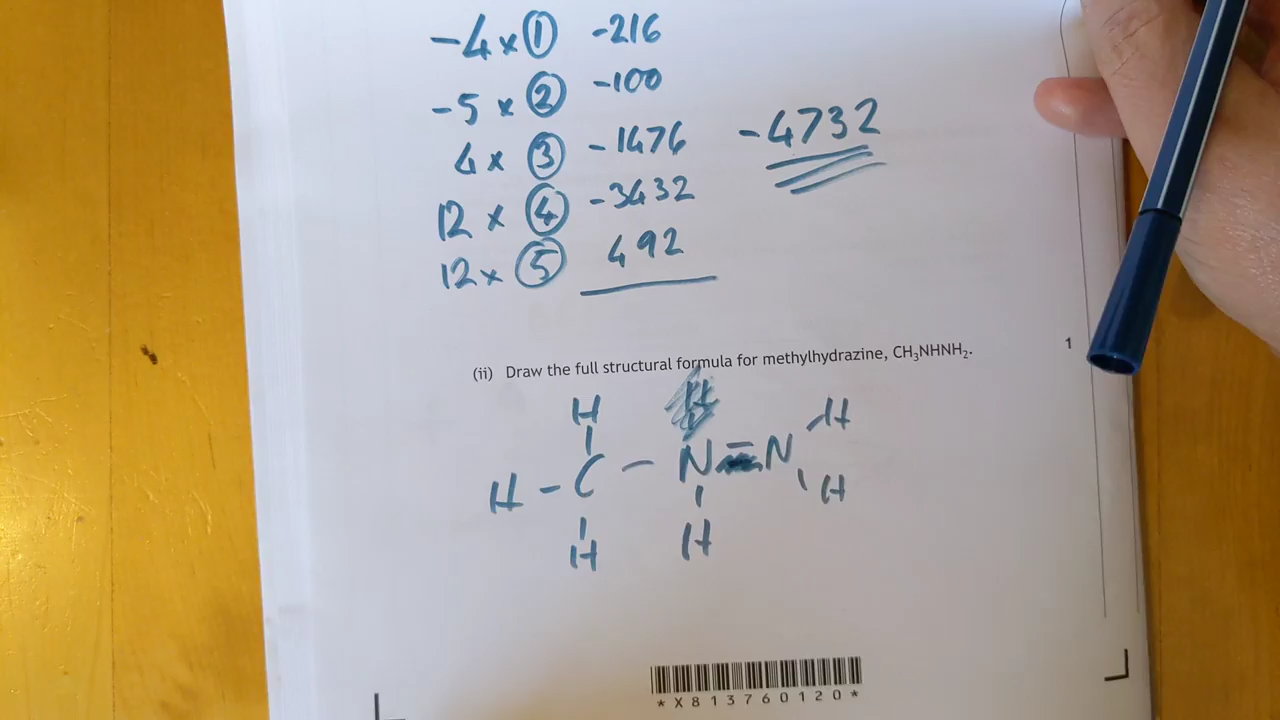 -4 x ① -216
-5 x ② -100
4 x ③ -1476 -4732
12 x ④ -3432
12 x ⑤ 492
(ii) Draw the full structural formula for methylhydrazine, CH₃NHNH₂. 1
H H
H - C - N = N
H H H
*X813760120*